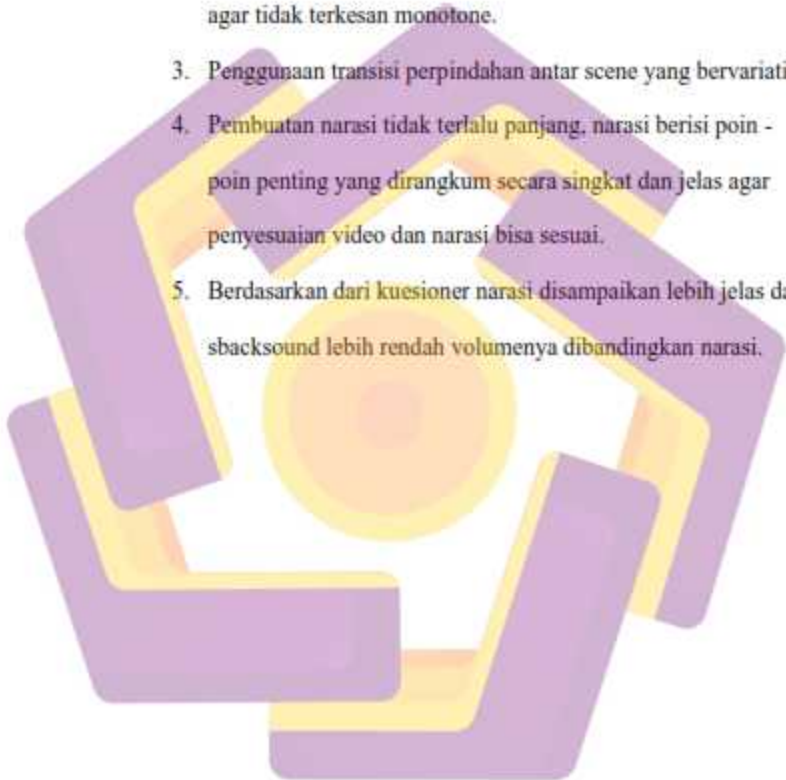 agar tidak terkesan monotone.
3. Penggunaan transisi perpindahan antar scene yang bervariati
4. Pembuatan narasi tidak terlalu panjang, narasi berisi poin -
poin penting yang dirangkum secara singkat dan jelas agar
penyesuaian video dan narasi bisa sesuai.
5. Berdasarkan dari kuesioner narasi disampaikan lebih jelas da
sbacksound lebih rendah volumenya dibandingkan narasi.